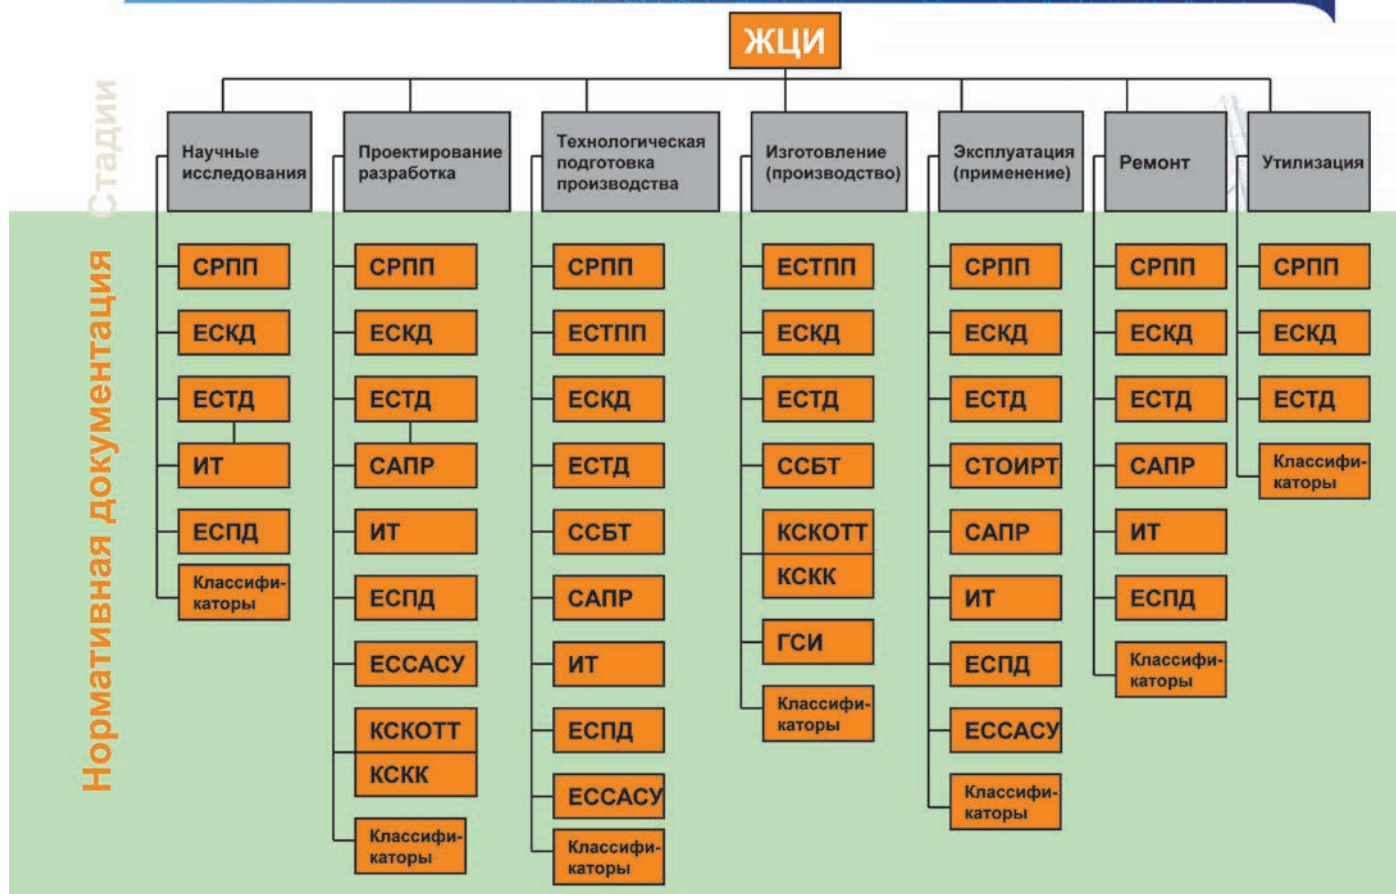 ЖЦИ
Стадии
Научные
исследования
Проектирование
разработка
Технологическая
подготовка
производства
Изготовление
(производство)
Эксплуатация
(применение)
Ремонт
Утилизация
Нормативная документация
СРПП
ЕСКД
ЕСТД
ИТ
ЕСПД
Классифи-
каторы
СРПП
ЕСКД
ЕСТД
САПР
ИТ
ЕСПД
ЕССАСУ
КСКОТТ
КСКК
Классифи-
каторы
СРПП
ЕСТПП
ЕСКД
ЕСТД
ССБТ
САПР
ИТ
ЕСПД
ЕССАСУ
Классифи-
каторы
ЕСТПП
ЕСКД
ЕСТД
ССБТ
КСКОТТ
КСКК
ГСИ
Классифи-
каторы
СРПП
ЕСКД
ЕСТД
СТОИРТ
САПР
ИТ
ЕСПД
ЕССАСУ
Классифи-
каторы
СРПП
ЕСКД
ЕСТД
САПР
ИТ
ЕСПД
Классифи-
каторы
СРПП
ЕСКД
ЕСТД
Классифи-
каторы